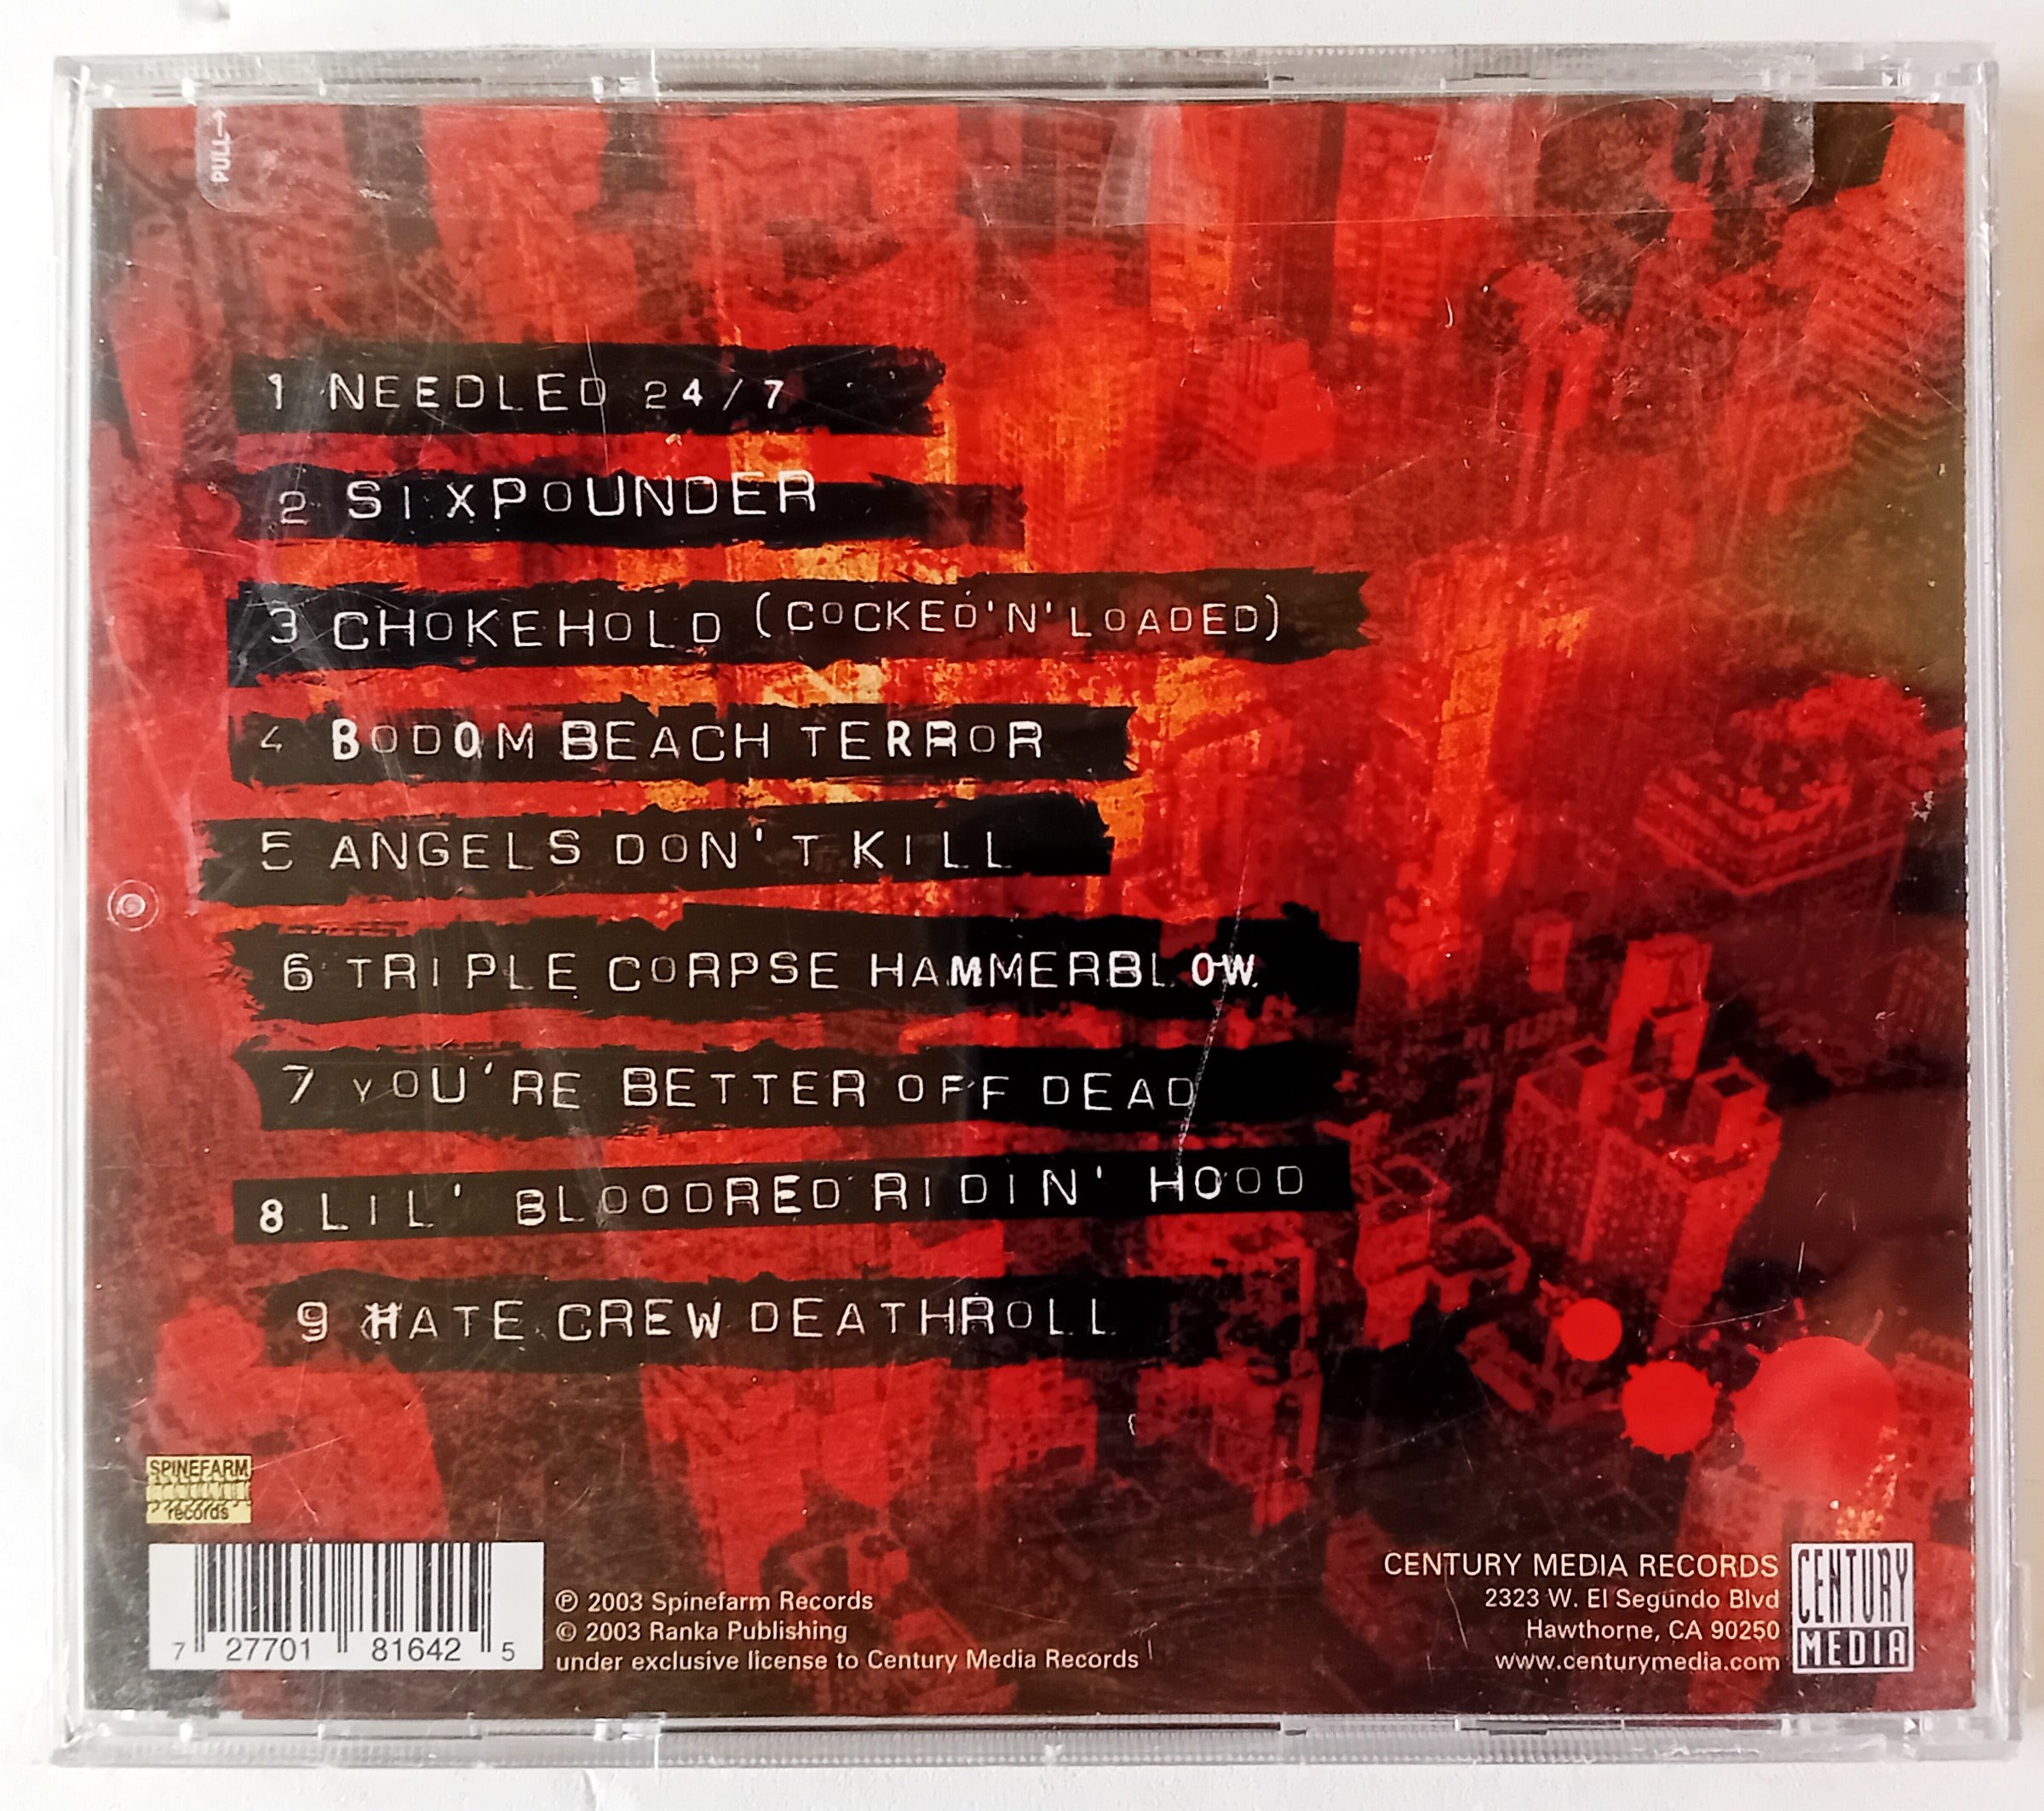 PULL→
1 NEEDLED 24/7
2 SIXPOUNDER
3 CHOKEHOLD (COCKED'N'LOADED)
4 BODOM BEACH TERROR
5 ANGELS DON'T KILL
6 TRIPLE CORPSE HAMMERBLOW
7 YOU'RE BETTER OFF DEAD
8 LIL' BLOODRED RIDIN' HOOD
9 HATE CREW DEATHROLL
SPINEFARM
records
7 27701 81642 5
℗ 2003 Spinefarm Records
© 2003 Ranka Publishing
under exclusive license to Century Media Records
CENTURY MEDIA RECORDS
2323 W. El Segundo Blvd
Hawthorne, CA 90250
www.centurymedia.com
CENTURY
MEDIA